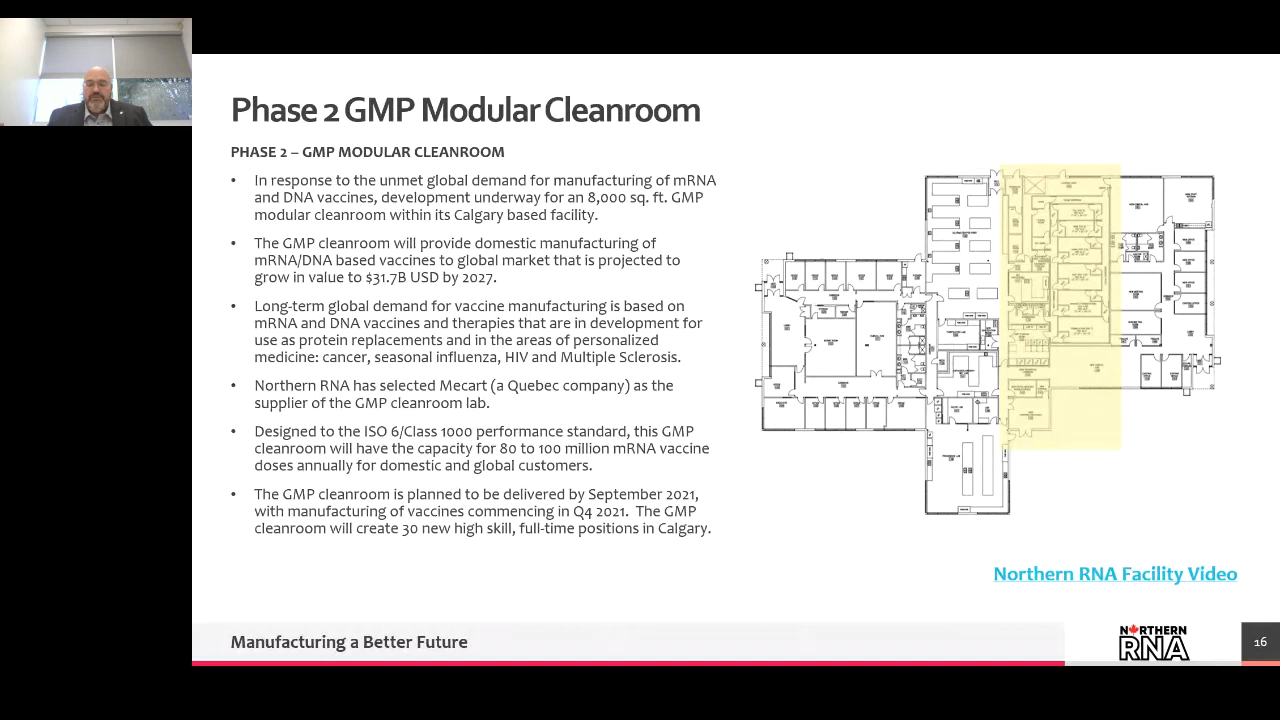 Phase 2 GMP Modular Cleanroom
PHASE 2 – GMP MODULAR CLEANROOM
• In response to the unmet global demand for manufacturing of mRNA
and DNA vaccines, development underway for an 8,000 sq. ft. GMP
modular cleanroom within its Calgary based facility.
• The GMP cleanroom will provide domestic manufacturing of
mRNA/DNA based vaccines to global market that is projected to
grow in value to $31.7B USD by 2027.
• Long-term global demand for vaccine manufacturing is based on
mRNA and DNA vaccines and therapies that are in development for
use as protein replacements and in the areas of personalized
medicine: cancer, seasonal influenza, HIV and Multiple Sclerosis.
• Northern RNA has selected Mecart (a Quebec company) as the
supplier of the GMP cleanroom lab.
• Designed to the ISO 6/Class 1000 performance standard, this GMP
cleanroom will have the capacity for 80 to 100 million mRNA vaccine
doses annually for domestic and global customers.
• The GMP cleanroom is planned to be delivered by September 2021,
with manufacturing of vaccines commencing in Q4 2021.  The GMP
cleanroom will create 30 new high skill, full-time positions in Calgary.
Northern RNA Facility Video
Manufacturing a Better Future
NORTHERN
RNA
16